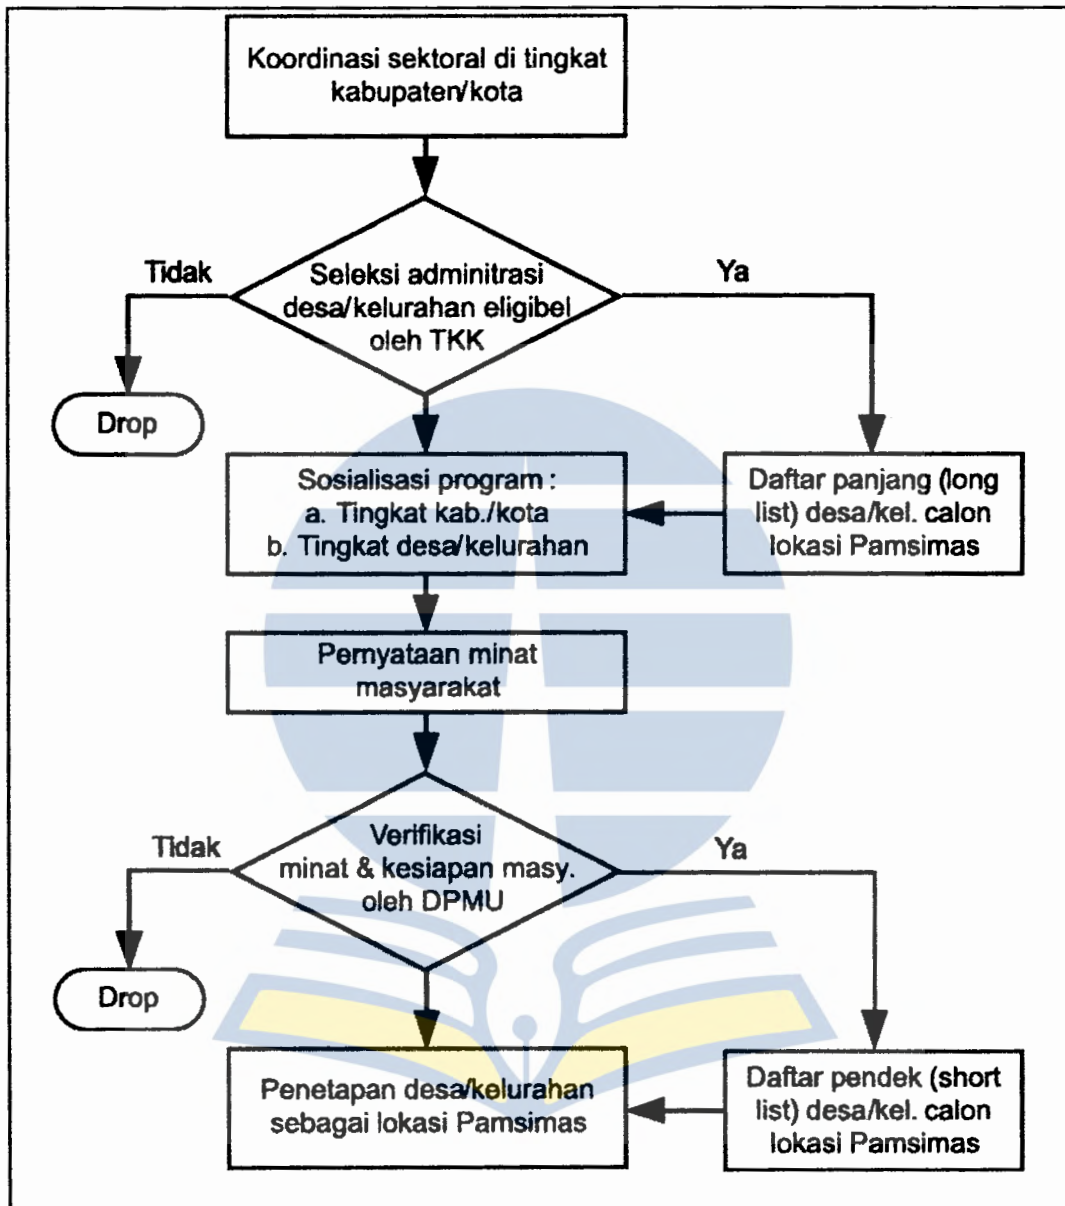 Koordinasi sektoral di tingkat
kabupaten/kota
Tidak
Seleksi adminitrasi
desa/kelurahan eligibel
oleh TKK
Ya
Drop
Sosialisasi program :
a. Tingkat kab./kota
b. Tingkat desa/kelurahan
Daftar panjang (long
list) desa/kel. calon
lokasi Pamsimas
Pernyataan minat
masyarakat
Tidak
Verifikasi
minat & kesiapan masy.
oleh DPMU
Ya
Drop
Penetapan desa/kelurahan
sebagai lokasi Pamsimas
Daftar pendek (short
list) desa/kel. calon
lokasi Pamsimas